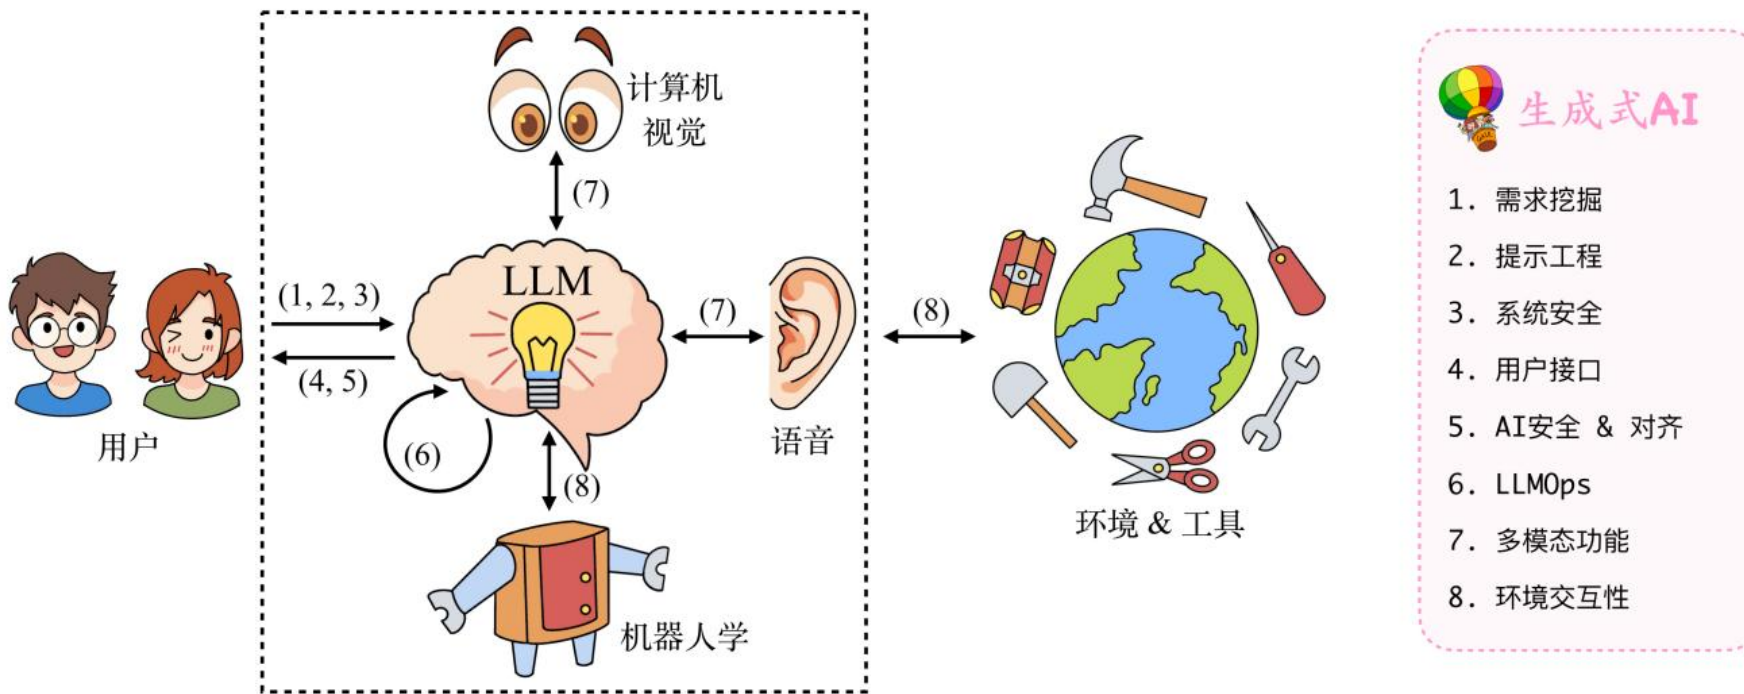 计算机
视觉
(7)
LLM
(1, 2, 3)
(4, 5)
用户
(6)
(7)
语音
(8)
机器人学
(8)
环境 & 工具
生成式AI
1. 需求挖掘
2. 提示工程
3. 系统安全
4. 用户接口
5. AI安全 & 对齐
6. LLMOps
7. 多模态功能
8. 环境交互性